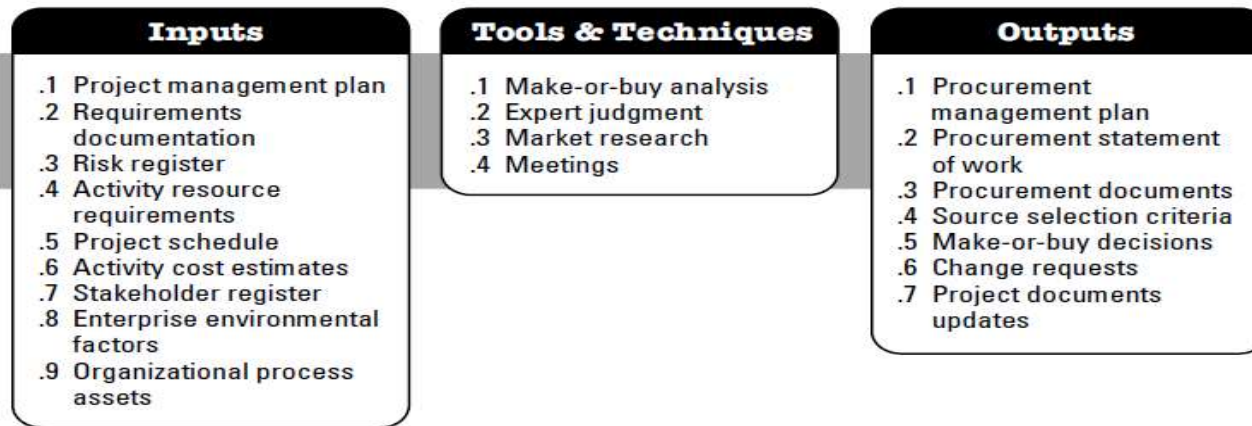 Inputs
.1 Project management plan
.2 Requirements
documentation
.3 Risk register
.4 Activity resource
requirements
.5 Project schedule
.6 Activity cost estimates
.7 Stakeholder register
.8 Enterprise environmental
factors
.9 Organizational process
assets
Tools & Techniques
.1 Make-or-buy analysis
.2 Expert judgment
.3 Market research
.4 Meetings
Outputs
.1 Procurement
management plan
.2 Procurement statement
of work
.3 Procurement documents
.4 Source selection criteria
.5 Make-or-buy decisions
.6 Change requests
.7 Project documents
updates